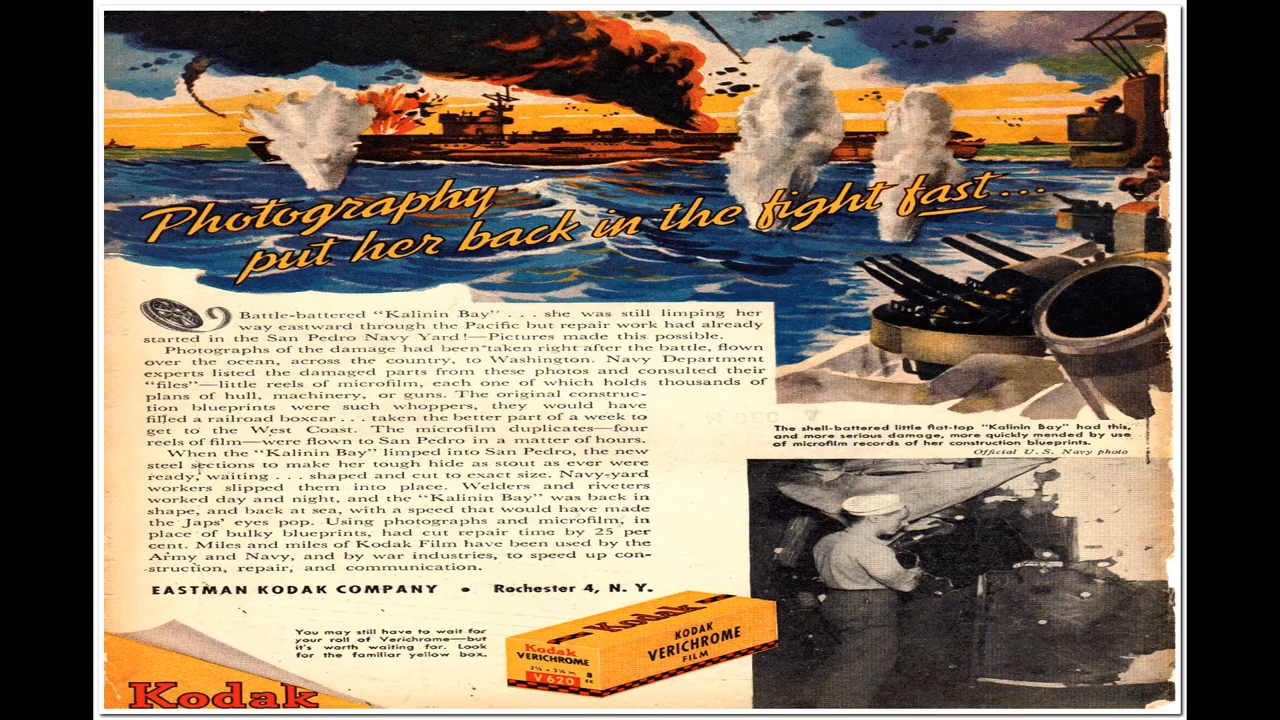 Photography
put her back in the fight fast...
Battle-battered "Kalinin Bay" . . . she was still limping her
way eastward through the Pacific but repair work had already
started in the San Pedro Navy Yard!—Pictures made this possible.
Photographs of the damage had been taken right after the battle, flown
over the ocean, across the country, to Washington. Navy Department
experts listed the damaged parts from these photos and consulted their
"files"—little reels of microfilm, each one of which holds thousands of
plans of hull, machinery, or guns. The original construc-
tion blueprints were such whoppers, they would have
filled a railroad boxcar . . . taken the better part of a week to
get to the West Coast. The microfilm duplicates—four
reels of film—were flown to San Pedro in a matter of hours.
When the "Kalinin Bay" limped into San Pedro, the new
steel sections to make her tough hide as stout as ever were
ready, waiting . . . shaped and cut to exact size. Navy-yard
workers slipped them into place. Welders and riveters
worked day and night, and the "Kalinin Bay" was back in
shape, and back at sea, with a speed that would have made
the Japs' eyes pop. Using photographs and microfilm, in
place of bulky blueprints, had cut repair time by 25 per
cent. Miles and miles of Kodak Film have been used by the
Army and Navy, and by war industries, to speed up con-
struction, repair, and communication.
EASTMAN KODAK COMPANY • Rochester 4, N. Y.
The shell-battered little flat-top "Kalinin Bay" had this,
and more serious damage, more quickly mended by use
of microfilm records of her construction blueprints.
Official U. S. Navy photo
You may still have to wait for
your roll of Verichrome—but
it's worth waiting for. Look
for the familiar yellow box.
Kodak
KODAK
VERICHROME
FILM
Kodak
VERICHROME
2¼ x 3¼ in.
V 620
8
EX
Kodak